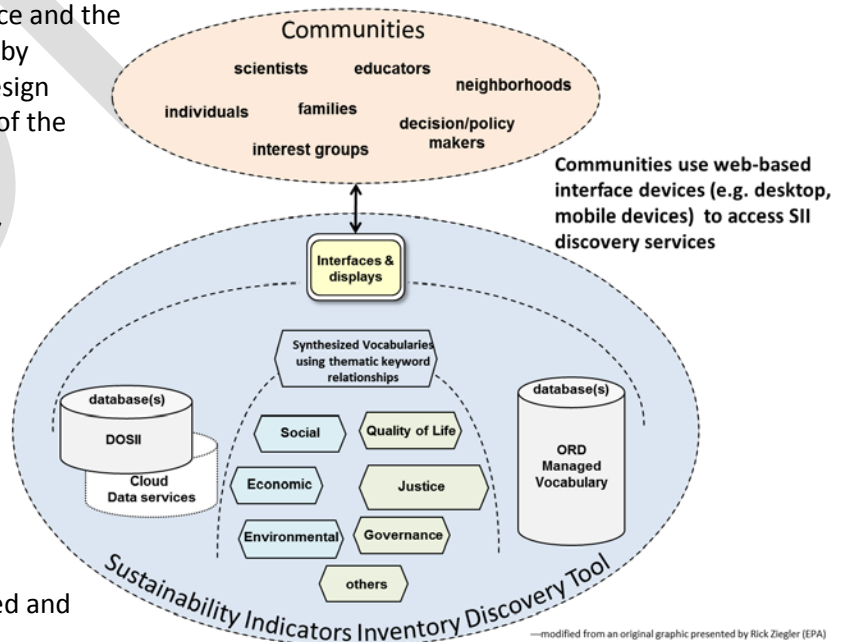 ce and the
by
esign
of the
ed and
Communities
scientists
educators
neighborhoods
individuals
families
decision/policy
makers
interest groups
Communities use web-based
interface devices (e.g. desktop,
mobile devices) to access SII
discovery services
Interfaces &
displays
Synthesized Vocabularies
using thematic keyword
relationships
database(s)
DOSII
Cloud
Data services
Social
Quality of Life
Economic
Justice
Environmental
Governance
others
database(s)
ORD
Managed
Vocabulary
Sustainability Indicators Inventory Discovery Tool
—modified from an original graphic presented by Rick Ziegler (EPA)